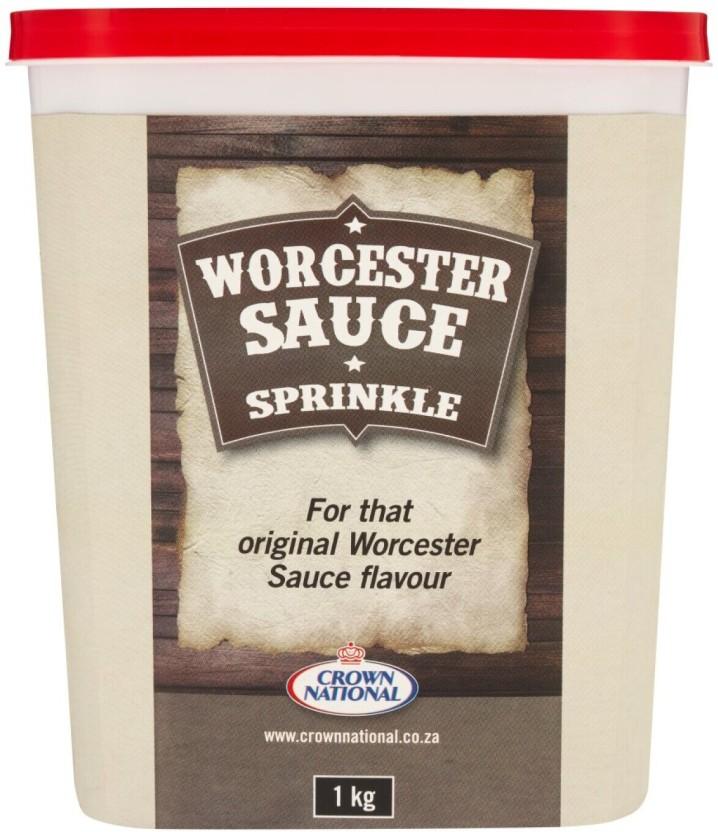 WORCESTER
SAUCE
SPRINKLE
For that
original Worcester
Sauce flavour
CROWN
NATIONAL
www.crownnational.co.za
1 kg